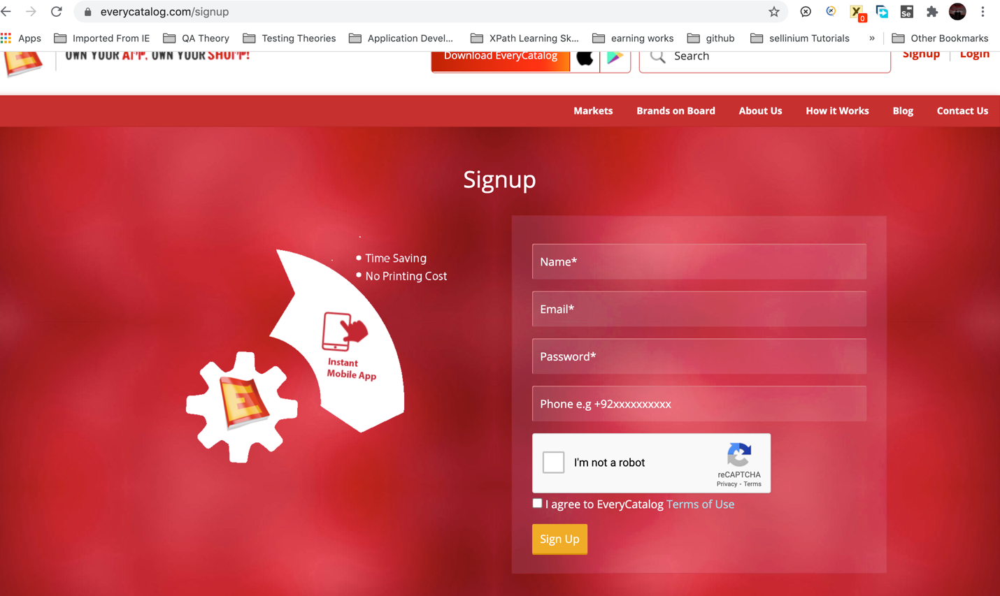 everycatalog.com/signup
0
Se
Apps Imported From IE QA Theory Testing Theories Application Devel... XPath Learning Sk... earning works github sellinium Tutorials » Other Bookmarks
OWN YOUR APP, OWN YOUR SHOPP!
Download EveryCatalog
Search
Signup
Login
Markets Brands on Board About Us How it Works Blog Contact Us
Signup
• Time Saving
• No Printing Cost
Instant
Mobile App
E
Name*
Email*
Password*
Phone e.g +92xxxxxxxxxx
I'm not a robot
reCAPTCHA
Privacy - Terms
I agree to EveryCatalog Terms of Use
Sign Up